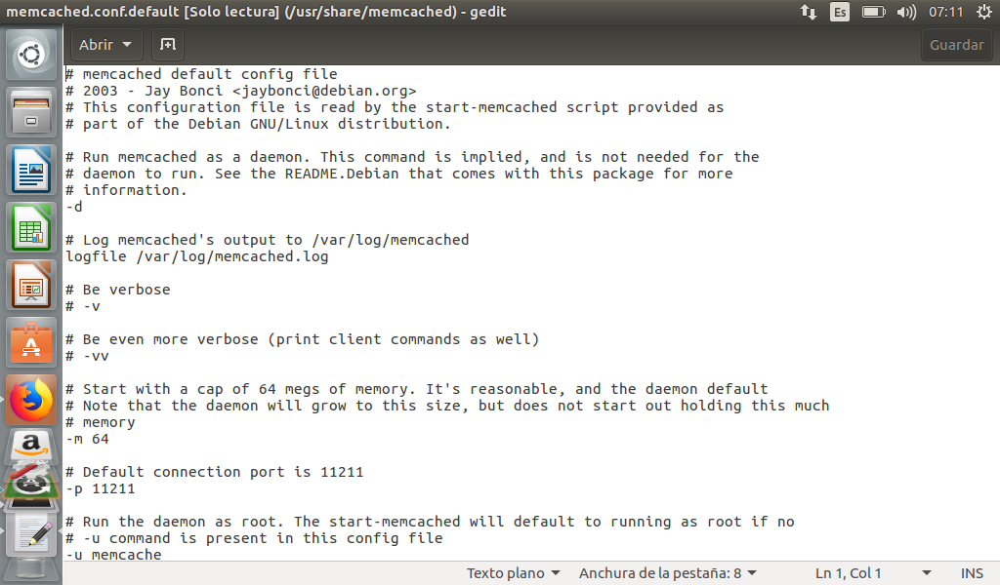 memcached.conf.default [Solo lectura] (/usr/share/memcached) - gedit
Es
07:11
Abrir
Guardar
# memcached default config file
# 2003 - Jay Bonci <jaybonci@debian.org>
# This configuration file is read by the start-memcached script provided as
# part of the Debian GNU/Linux distribution.
# Run memcached as a daemon. This command is implied, and is not needed for the
# daemon to run. See the README.Debian that comes with this package for more
# information.
-d
# Log memcached's output to /var/log/memcached
logfile /var/log/memcached.log
# Be verbose
# -v
# Be even more verbose (print client commands as well)
# -vv
# Start with a cap of 64 megs of memory. It's reasonable, and the daemon default
# Note that the daemon will grow to this size, but does not start out holding this much
# memory
-m 64
# Default connection port is 11211
-p 11211
# Run the daemon as root. The start-memcached will default to running as root if no
# -u command is present in this config file
-u memcache
Texto plano
Anchura de la pestaña: 8
Ln 1, Col 1
INS